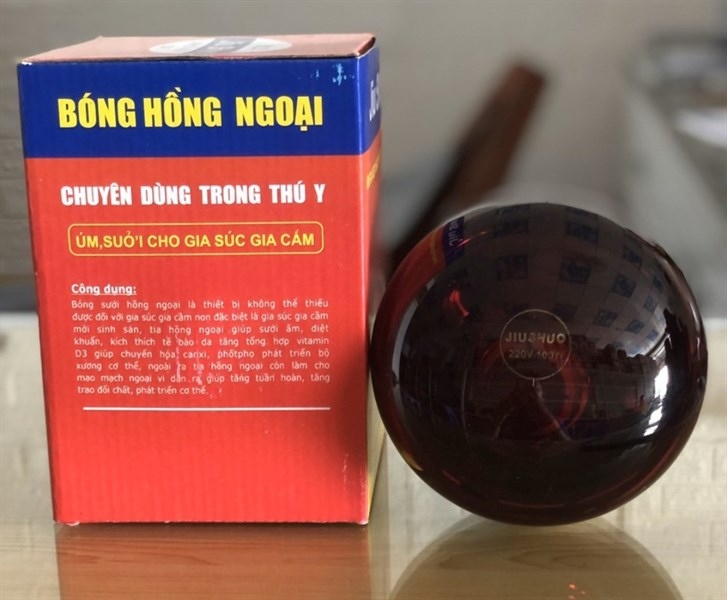 BÓNG HỒNG NGOẠI
CHUYÊN DÙNG TRONG THÚ Y
ÚM,SUỞI CHO GIA SÚC GIA CẦM
Công dụng:
Bóng sưởi hồng ngoại là thiết bị không thể thiếu
được đối với gia súc gia cầm non đặc biệt là gia súc gia cầm
mới sinh sản, tia hồng ngoại giúp sưởi ấm, diệt
khuẩn, kích thích tế bào da tăng tổng hợp vitamin
D3 giúp chuyển hóa canxi, phốtpho phát triển bộ
xương cơ thể, ngoài ra tia hồng ngoại còn làm cho
mao mạch ngoại vi dãn ra giúp tăng tuần hoàn, tăng
trao đổi chất, phát triển cơ thể.
JIUSHUO
220V